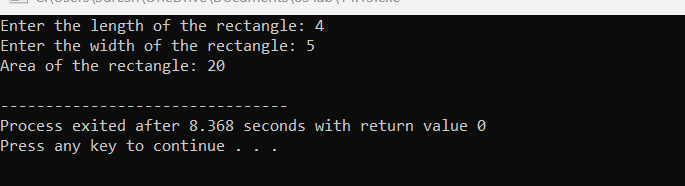 Enter the length of the rectangle: 4
Enter the width of the rectangle: 5
Area of the rectangle: 20
--------------------------------
Process exited after 8.368 seconds with return value 0
Press any key to continue . . .